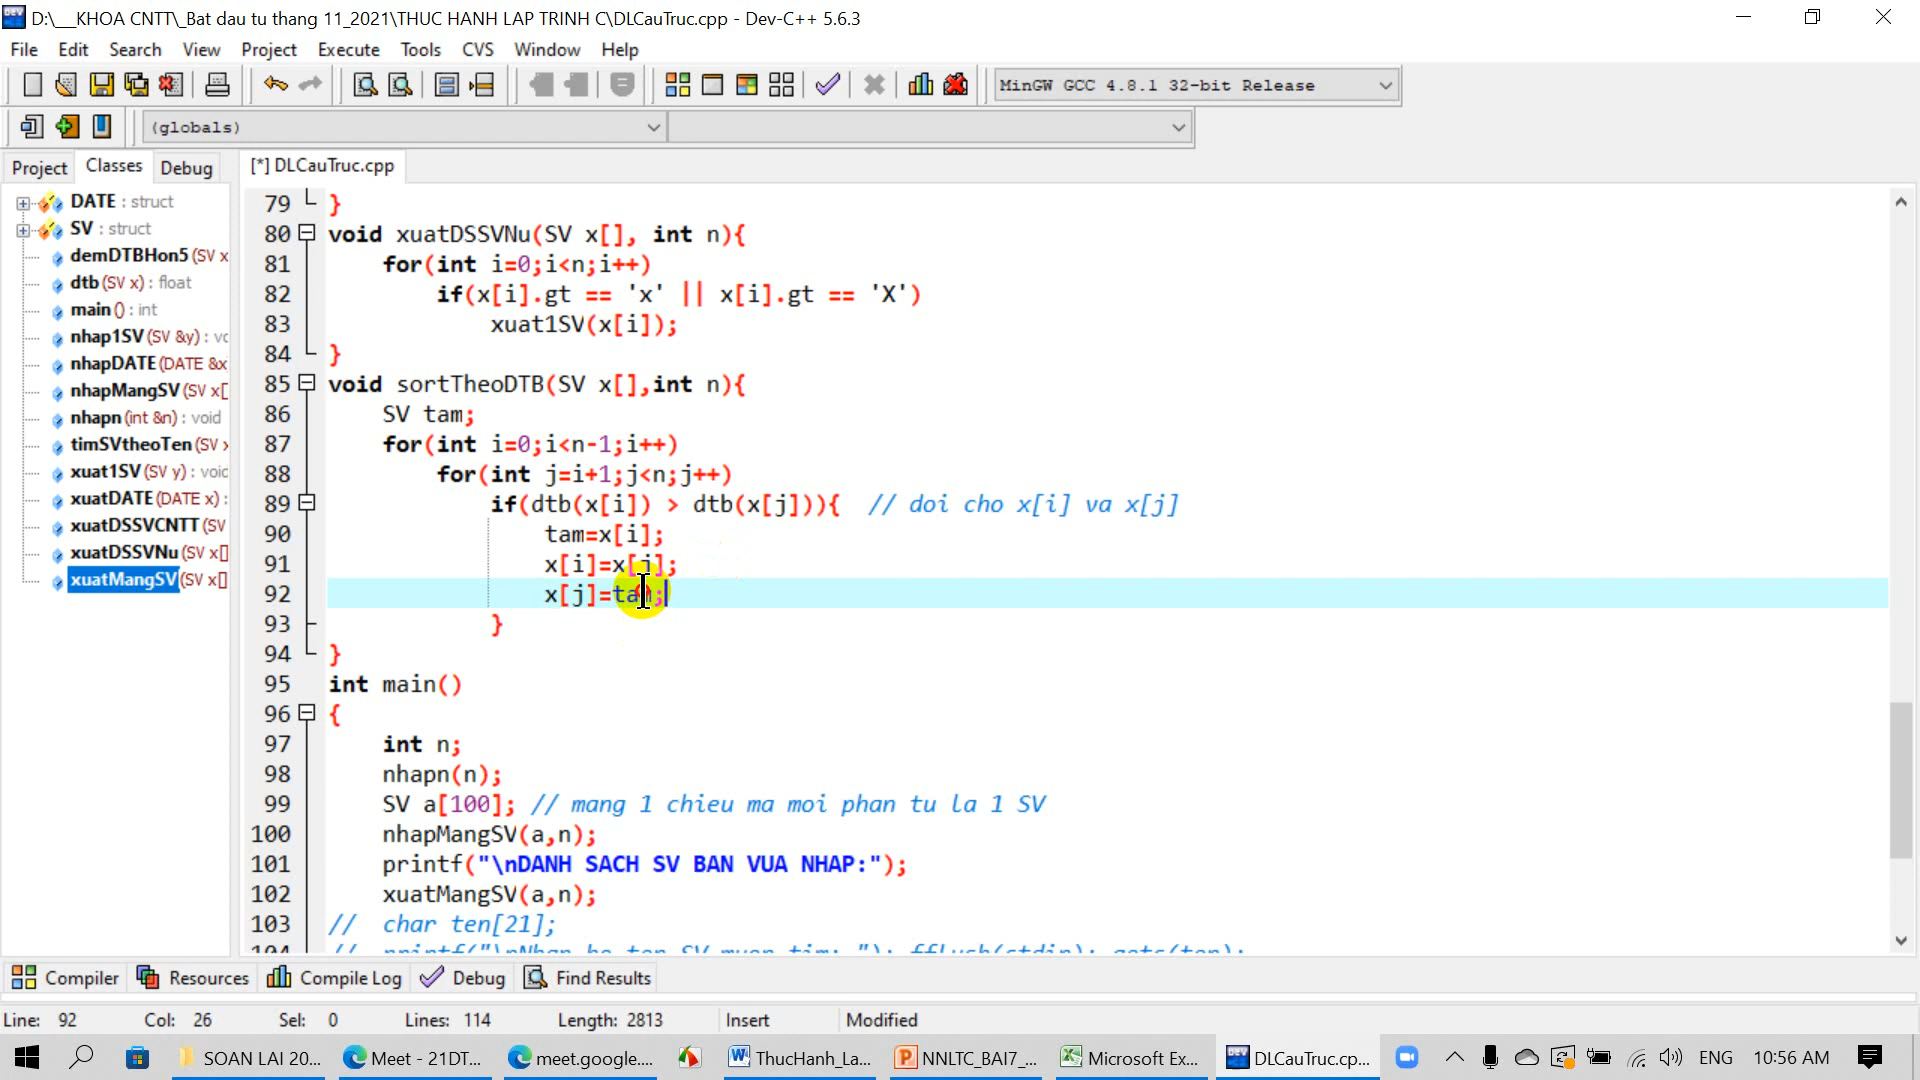 D:\__KHOA CNTT\_Bat dau tu thang 11_2021\THUC HANH LAP TRINH C\DLCauTruc.cpp - Dev-C++ 5.6.3
File Edit Search View Project Execute Tools CVS Window Help
MinGW GCC 4.8.1 32-bit Release
(globals)
Project Classes Debug [*] DLCauTruc.cpp
DATE : struct
SV : struct
demDTBHon5 (SV x
dtb (SV x) : float
main () : int
nhap1SV (SV &y) : vc
nhapDATE (DATE &x
nhapMangSV (SV x[
nhapn (int &n) : void
timSVtheoTen (SV x
xuat1SV (SV y) : void
xuatDATE (DATE x) :
xuatDSSVCNTT (SV
xuatDSSVNu (SV x[]
xuatMangSV (SV x[]
79 }
80 void xuatDSSVNu(SV x[], int n){
81 for(int i=0;i<n;i++)
82 if(x[i].gt == 'x' || x[i].gt == 'X')
83 xuat1SV(x[i]);
84 }
85 void sortTheoDTB(SV x[],int n){
86 SV tam;
87 for(int i=0;i<n-1;i++)
88 for(int j=i+1;j<n;j++)
89 if(dtb(x[i]) > dtb(x[j])){ // doi cho x[i] va x[j]
90 tam=x[i];
91 x[i]=x[j];
92 x[j]=tam;
93 }
94 }
95 int main()
96 {
97 int n;
98 nhapn(n);
99 SV a[100]; // mang 1 chieu ma moi phan tu la 1 SV
100 nhapMangSV(a,n);
101 printf("\nDANH SACH SV BAN VUA NHAP:");
102 xuatMangSV(a,n);
103 // char ten[21];
104 // printf("\nNhap ho ten SV muon tim: "); fflush(stdin); gets(ten);
Compiler Resources Compile Log Debug Find Results
Line: 92 Col: 26 Sel: 0 Lines: 114 Length: 2813 Insert Modified
SOAN LAI 20... Meet - 21DT... meet.google.... ThucHanh_La... NNLTC_BAI7_... Microsoft Ex... DLCauTruc.cp... ENG 10:56 AM